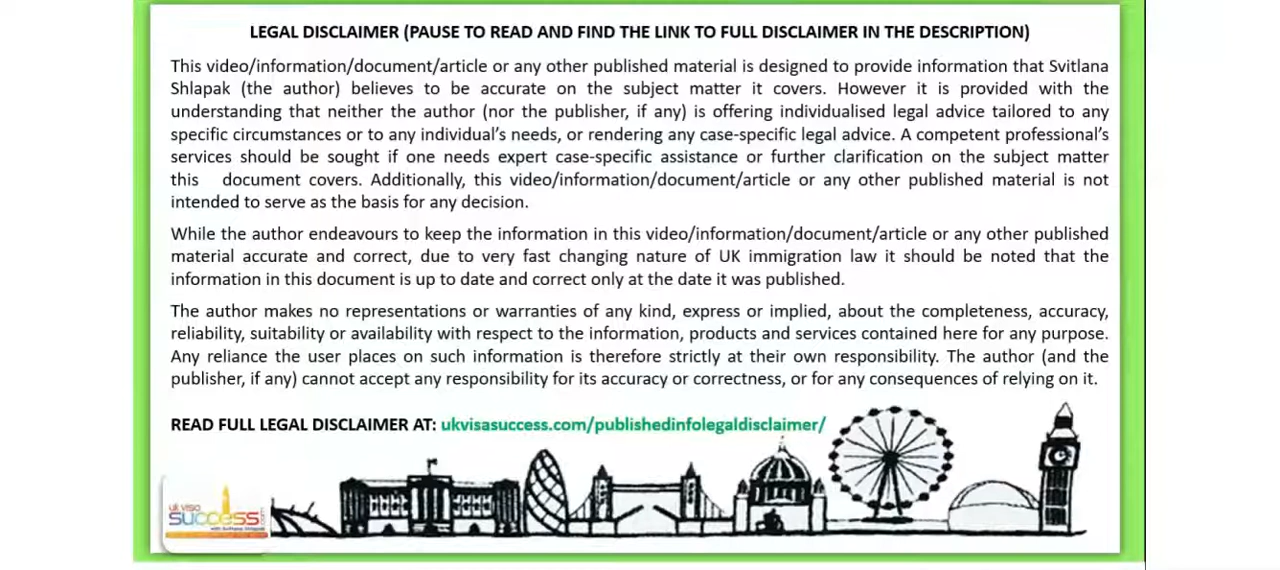 LEGAL DISCLAIMER (PAUSE TO READ AND FIND THE LINK TO FULL DISCLAIMER IN THE DESCRIPTION)
This video/information/document/article or any other published material is designed to provide information that Svitlana
Shlapak (the author) believes to be accurate on the subject matter it covers. However it is provided with the
understanding that neither the author (nor the publisher, if any) is offering individualised legal advice tailored to any
specific circumstances or to any individual's needs, or rendering any case-specific legal advice. A competent professional's
services should be sought if one needs expert case-specific assistance or further clarification on the subject matter
this document covers. Additionally, this video/information/document/article or any other published material is not
intended to serve as the basis for any decision.
While the author endeavours to keep the information in this video/information/document/article or any other published
material accurate and correct, due to very fast changing nature of UK immigration law it should be noted that the
information in this document is up to date and correct only at the date it was published.
The author makes no representations or warranties of any kind, express or implied, about the completeness, accuracy,
reliability, suitability or availability with respect to the information, products and services contained here for any purpose.
Any reliance the user places on such information is therefore strictly at their own responsibility. The author (and the
publisher, if any) cannot accept any responsibility for its accuracy or correctness, or for any consequences of relying on it.
READ FULL LEGAL DISCLAIMER AT: ukvisasuccess.com/publishedinfolegaldisclaimer/
uk visa
success